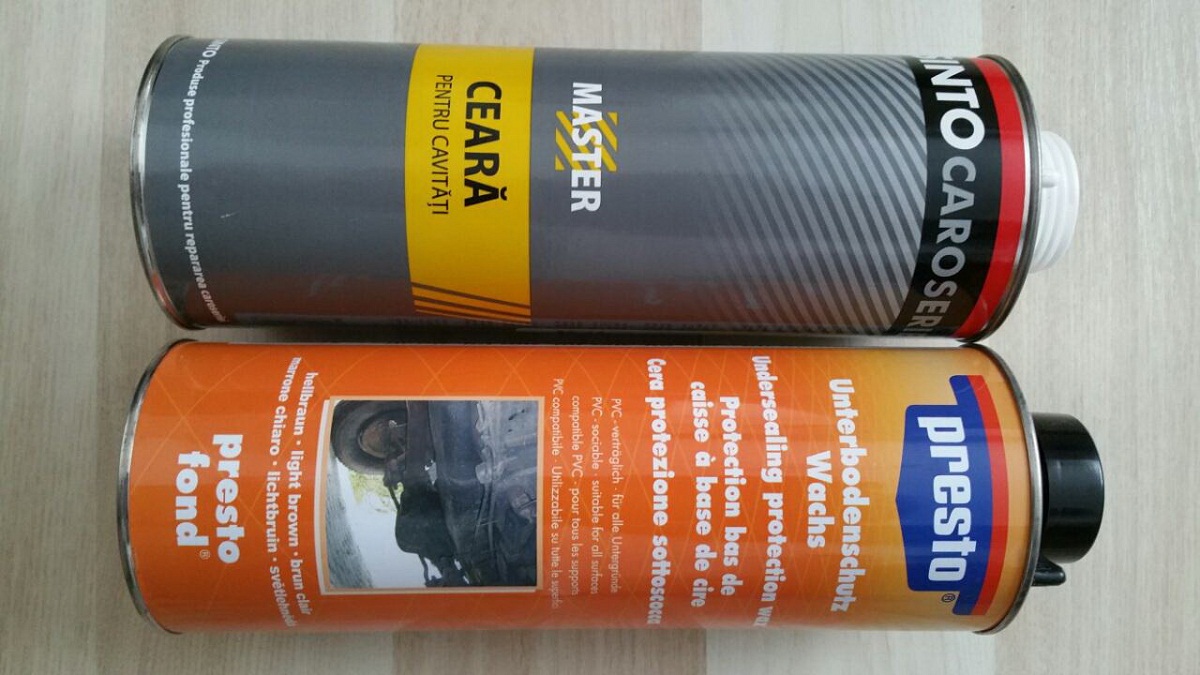 CAROSERI
MASTER
CEARĂ
PENTRU CAVITĂȚI
Produse profesionale pentru repararea
presto®
Unterbodenschutz
Wachs
Undersealing protection wax
Protection bas de
caisse à base de cire
Cera protezione sottoscocca
PVC - verträglich · für alle Untergründe
PVC - sociable · suitable for all surfaces
compatible PVC - pour tous les supports
PVC compatibile - Utilizzabile su tutte le
hellbraun · light brown · brun clair
marrone chiaro · lichtbruin ·
presto
fond®